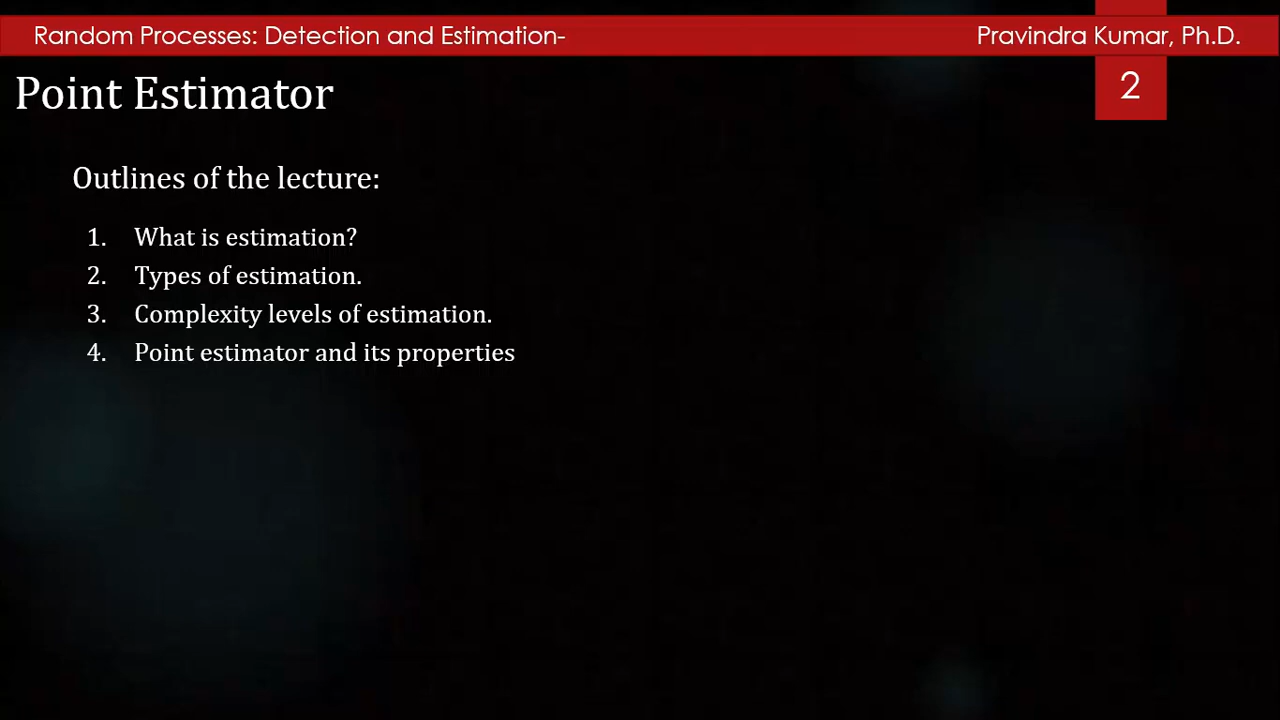 Random Processes: Detection and Estimation-
Pravindra Kumar, Ph.D.
Point Estimator
2
Outlines of the lecture:
1. What is estimation?
2. Types of estimation.
3. Complexity levels of estimation.
4. Point estimator and its properties